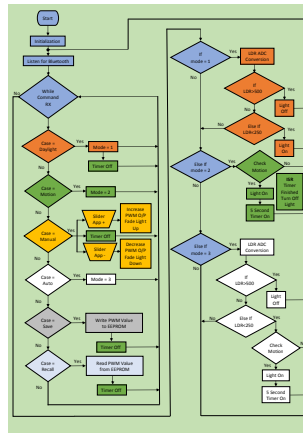 Start
Initialisation
Listen for Bluetooth
While
Command
RX
No
Yes
Case =
Daylight
Yes
Mode = 1
Timer Off
No
Case =
Motion
Yes
Mode = 2
No
Case =
Manual
Yes
Slider
App +
Increase
PWM O/P
Fade Light
Up
Timer Off
Slider
App -
Decrease
PWM O/P
Fade Light
Down
No
Case =
Auto
Yes
Mode = 3
No
Case =
Save
Yes
Write PWM Value
to EEPROM
Timer Off
No
Case =
Recall
Yes
Read PWM Value
from EEPROM
Timer Off
No
If
mode = 1
Yes
LDR ADC
Conversion
No
If
LDR>500
Yes
Light
Off
No
Else If
LDR<250
Yes
Light
On
No
Else if
mode = 2
Yes
Check
Motion
Yes
Light On
5 Second
Timer On
No
ISR
Timer
Finished
Turn Off
Light
Else if
mode = 3
Yes
LDR ADC
Conversion
No
If
LDR>500
Yes
Light
Off
No
Else If
LDR<250
No
Yes
Check
Motion
No
Yes
Light On
5 Second
Timer On